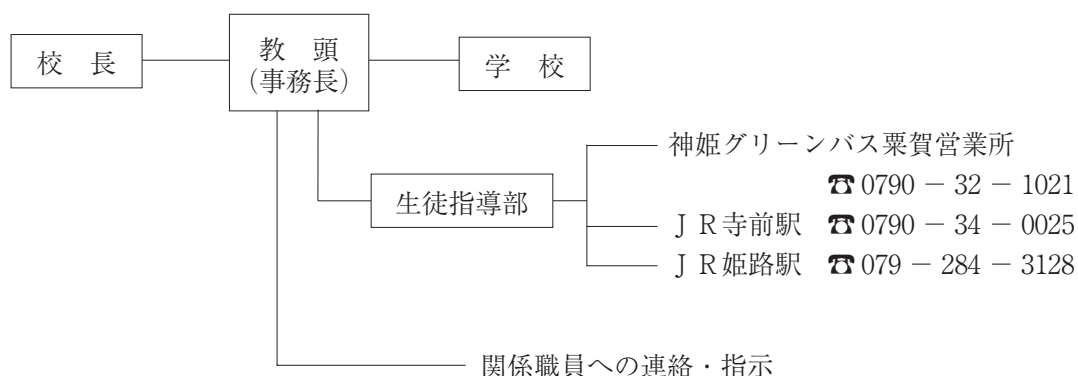 校　長
教　頭
(事務長)
学　校
神姫グリーンバス粟賀営業所
☎ 0790 － 32 － 1021
生徒指導部
ＪＲ寺前駅　☎ 0790 － 34 － 0025
ＪＲ姫路駅　☎ 079 － 284 － 3128
関係職員への連絡・指示